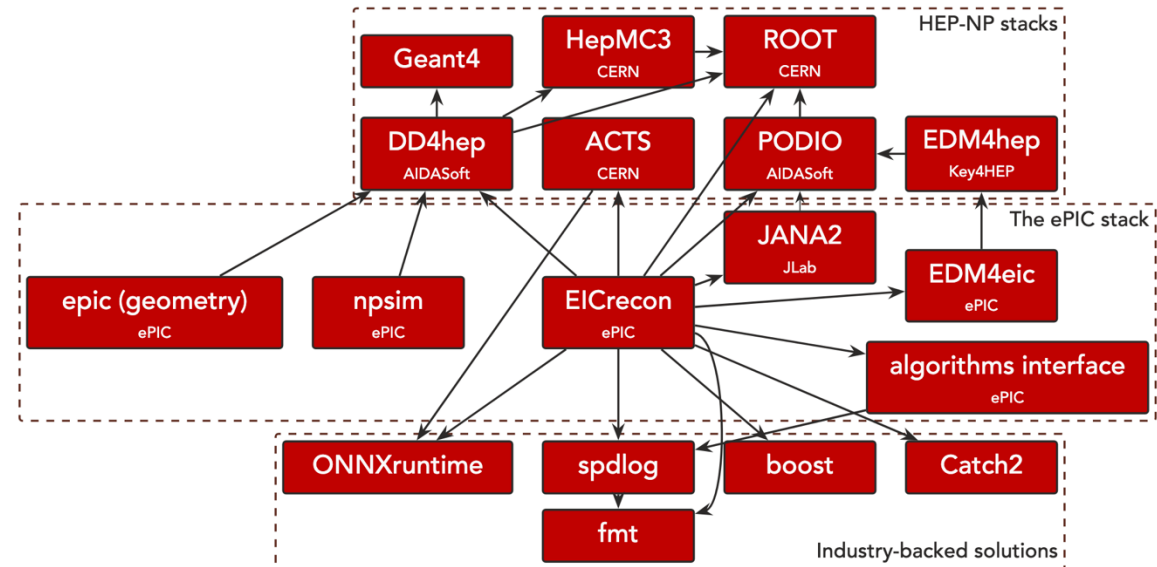 HEP-NP stacks
Geant4
HepMC3
CERN
ROOT
CERN
DD4hep
AIDASoft
ACTS
CERN
PODIO
AIDASoft
EDM4hep
Key4HEP
The ePIC stack
epic (geometry)
ePIC
npsim
ePIC
EICrecon
ePIC
JANA2
JLab
EDM4eic
ePIC
algorithms interface
ePIC
ONNXruntime
spdlog
boost
Catch2
fmt
Industry-backed solutions